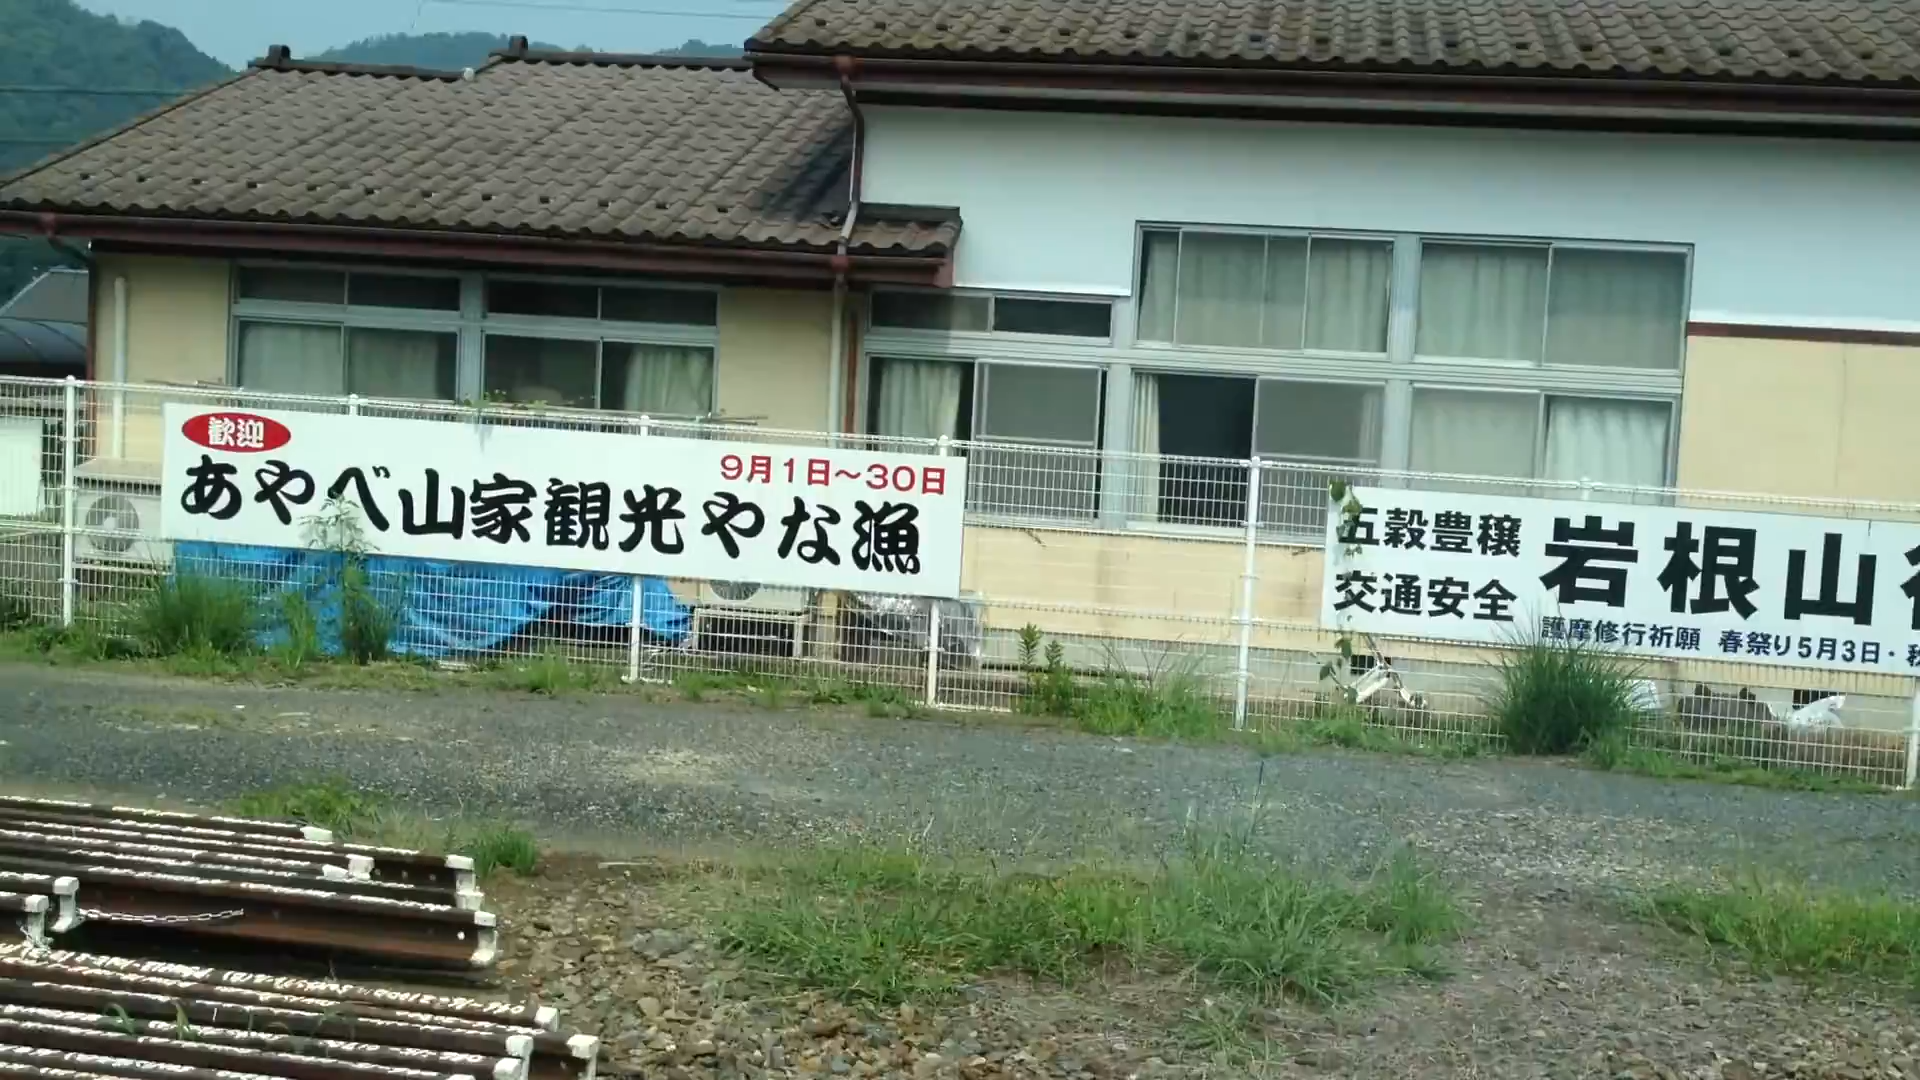 歓迎
9月1日～30日
あやべ山家観光やな漁
五穀豊穣
交通安全
岩根山
護摩修行祈願 春祭り5月3日・